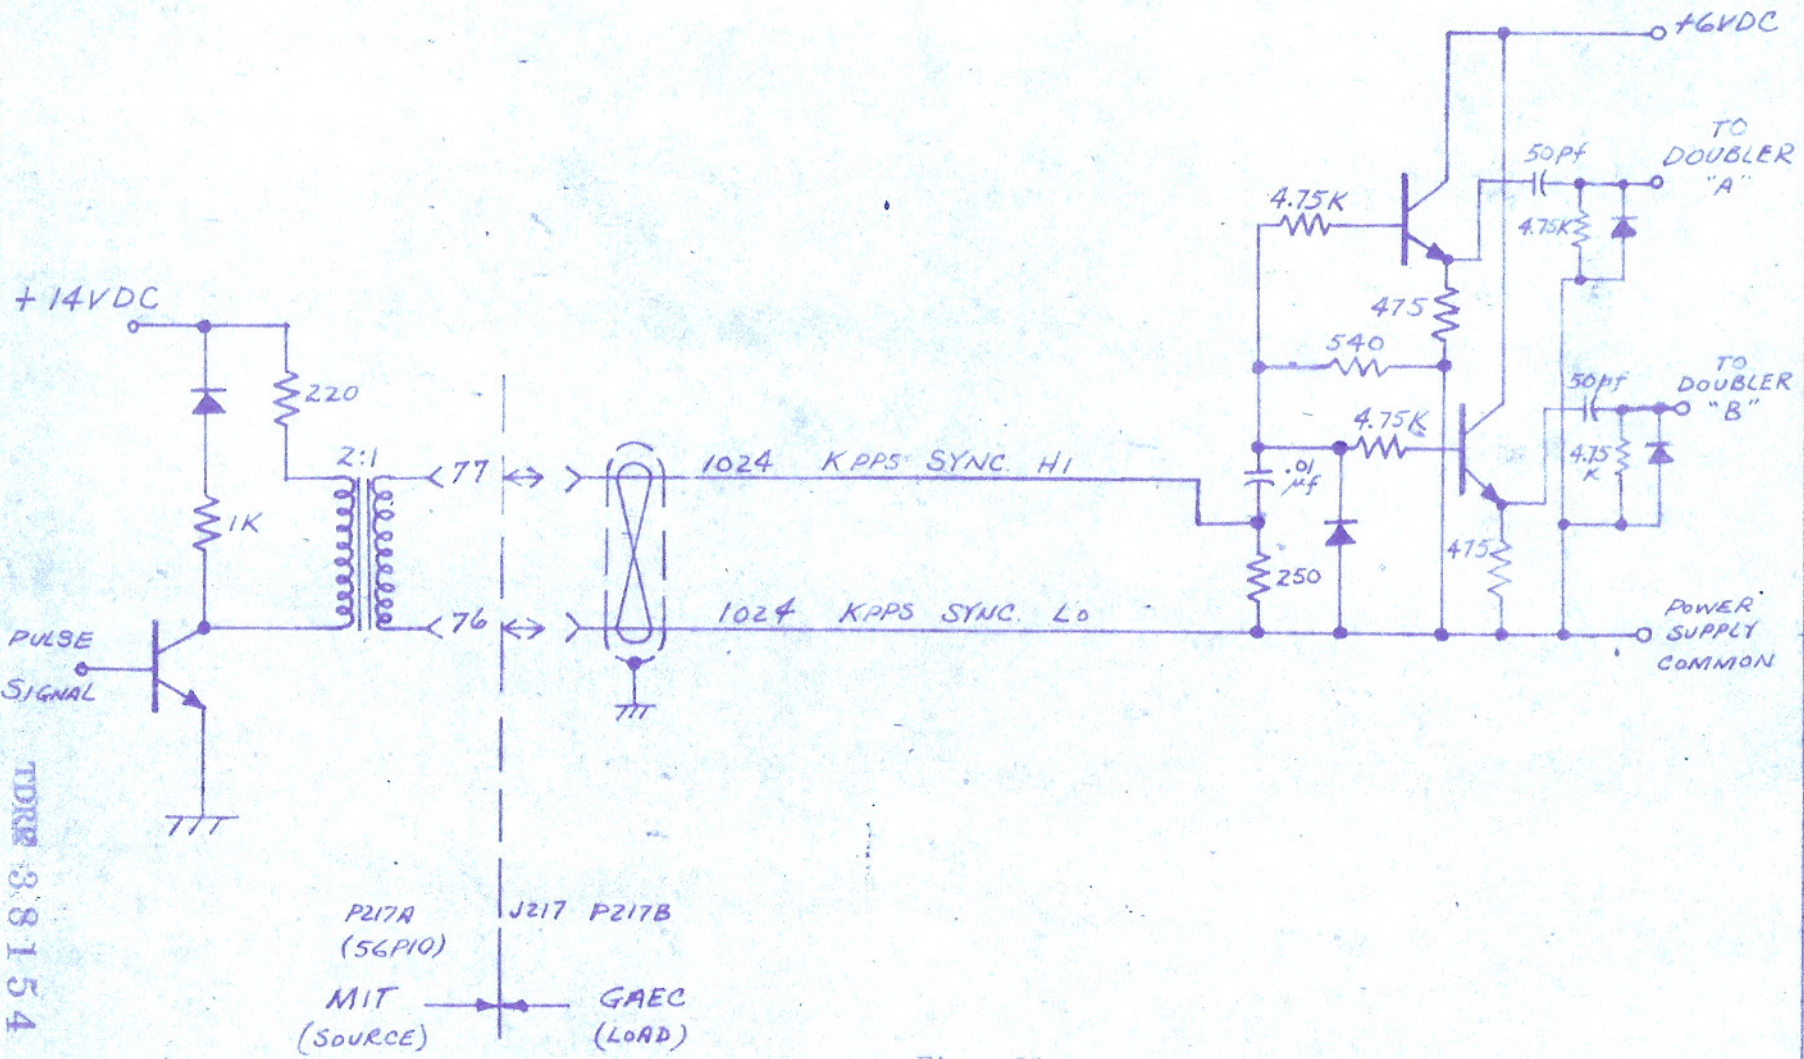 +6VDC
TO
DOUBLER
"A"
50pf
4.75K
4.75K
+14VDC
475
540
220
TO
DOUBLER
"B"
50pf
4.75K
4.75
K
2:1
77
1024 KPPS SYNC. HI
.01
μf
1K
475
250
76
1024 KPPS SYNC. LO
POWER
SUPPLY
COMMON
PULSE
SIGNAL
TDRR 38154
P217A
(56P10)
J217 P217B
MIT
(SOURCE)
GAEC
(LOAD)